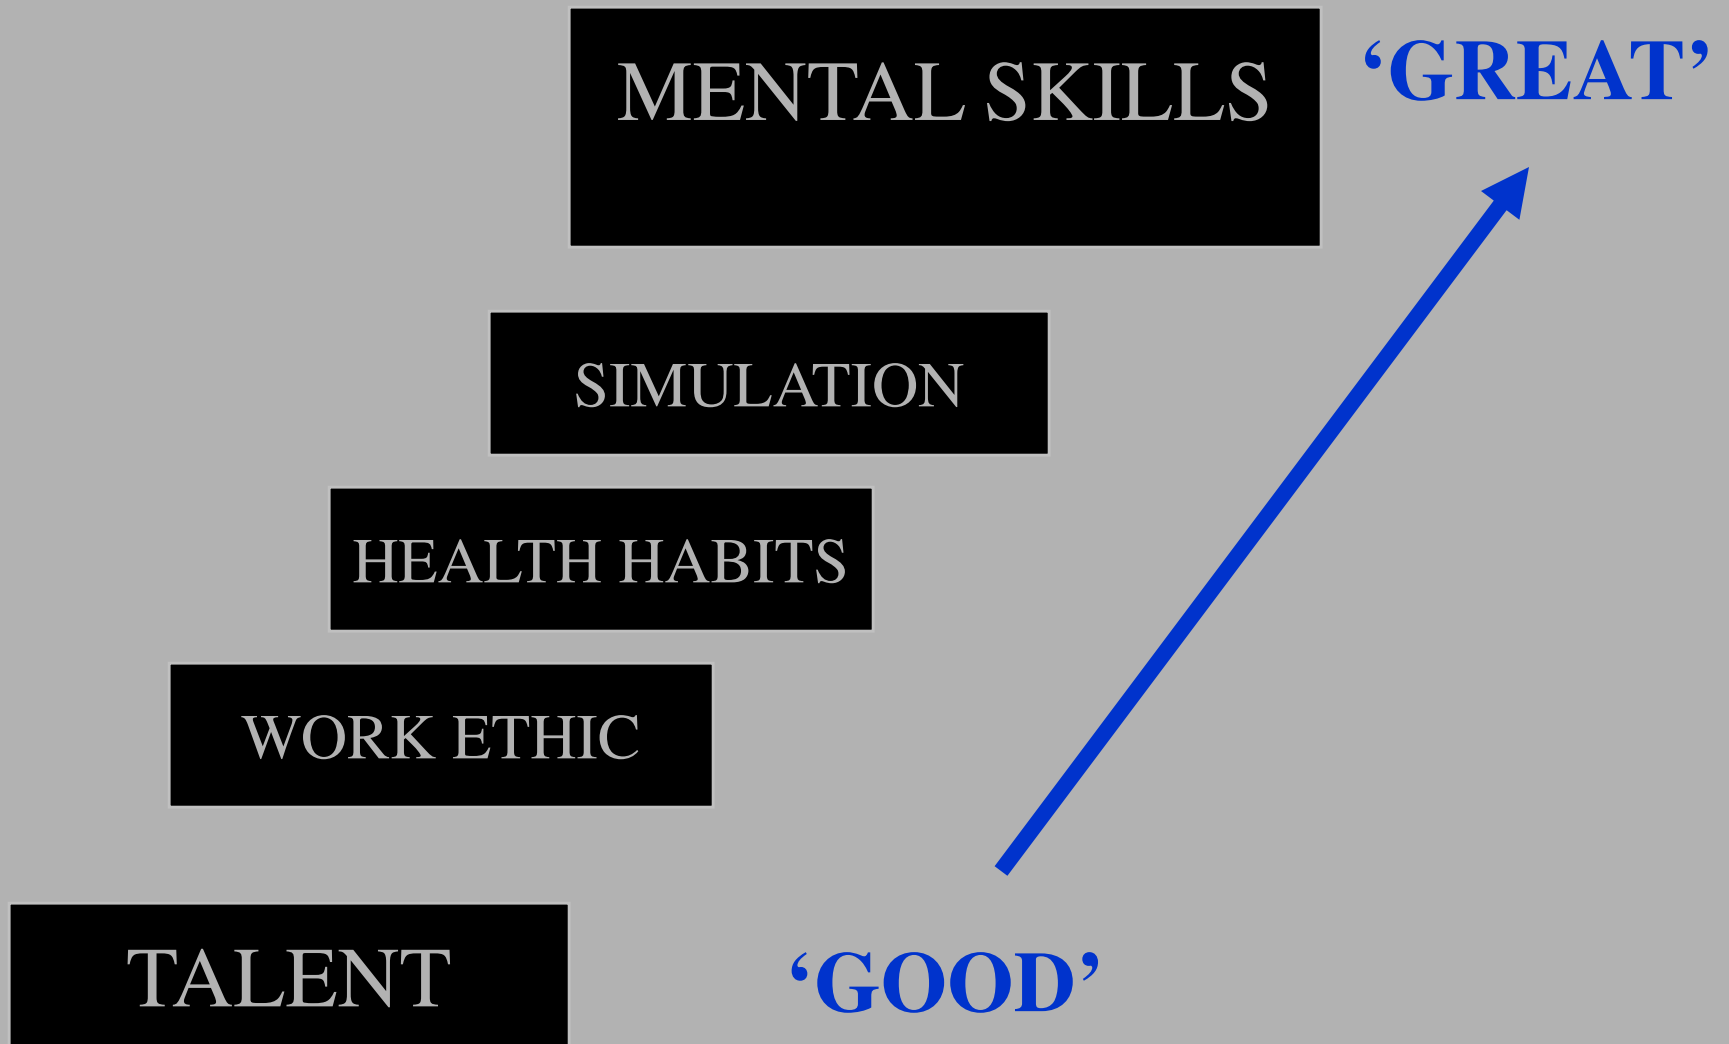 MENTAL SKILLS
‘GREAT’
SIMULATION
HEALTH HABITS
WORK ETHIC
TALENT
‘GOOD’